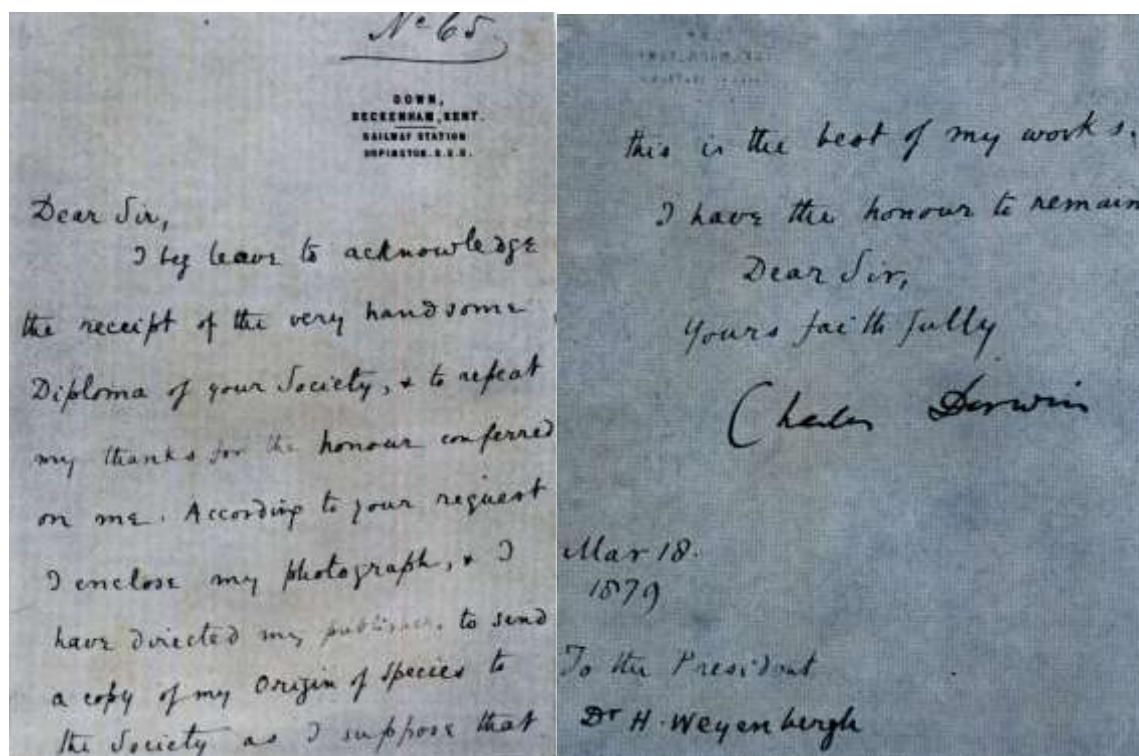 No 65.
DOWN,
BECKENHAM, KENT.
RAILWAY STATION
ORPINGTON. S.E.R.
Dear Sir,
I beg leave to acknowledge
the receipt of the very handsome
Diploma of your Society, & to repeat
my thanks for the honour conferred
on me. According to your request
I enclose my photograph, & I
have directed my publisher, to send
a copy of my Origin of Species to
the Society as I suppose that
this is the best of my works.
I have the honour to remain
Dear Sir,
Yours faithfully
Charles Darwin
Mar 18.
1879
To the President
Dr H. Weyenbergh